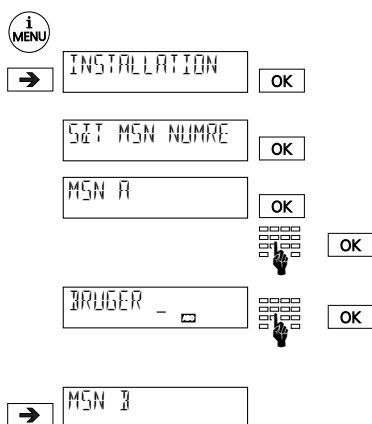 i
MENU
INSTALLATION
OK
SÆT MSN NUMRE
OK
MSN A
OK
OK
BRUGER _
OK
MSN B